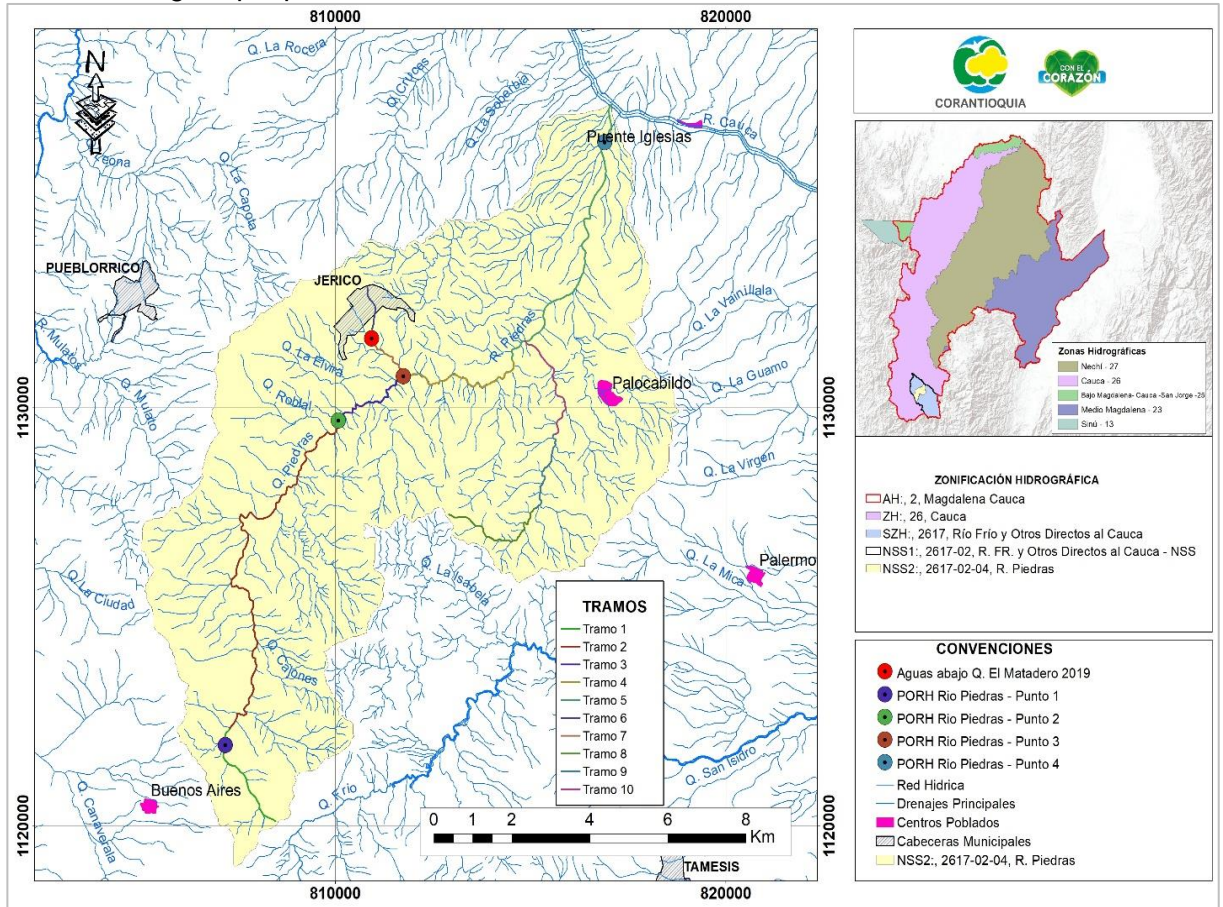 810000
820000
Q. La Rocera
Q. Cruces
Q. La Soberbia
N
R. Cauca
Puente Iglesias
Q. La Capota
PUEBLORRICO
JERICO
Q. La Vainillala
R. Mulatos
Q. La Elvira
R. Piedras
Q. Mulato
Q. Roblal
Palocabildo
Q. La Guamo
1130000
1130000
Q. Piedras
Q. La Virgen
Q. La Isabela
Q. La Mica
Palermo
Q. La Ciudad
Q. Cajones
Buenos Aires
Q. Frio
Q. San Isidro
TAMESIS
1120000
1120000
TRAMOS
Tramo 1
Tramo 2
Tramo 3
Tramo 4
Tramo 5
Tramo 6
Tramo 7
Tramo 8
Tramo 9
Tramo 10
0 1 2 4 6 8
Km
810000
820000
CORANTIOQUIA
CON EL
CORAZÓN
Zonas Hidrográficas
Nechí - 27
Cauca - 26
Bajo Magdalena- Cauca -San Jorge -25
Medio Magdalena - 23
Sinú - 13
ZONIFICACIÓN HIDROGRÁFICA
AH:, 2, Magdalena Cauca
ZH:, 26, Cauca
SZH:, 2617, Río Frío y Otros Directos al Cauca
NSS1:, 2617-02, R. FR. y Otros Directos al Cauca - NSS
NSS2:, 2617-02-04, R. Piedras
CONVENCIONES
Aguas abajo Q. El Matadero 2019
PORH Rio Piedras - Punto 1
PORH Rio Piedras - Punto 2
PORH Rio Piedras - Punto 3
PORH Rio Piedras - Punto 4
Red Hidrica
Drenajes Principales
Centros Poblados
Cabeceras Municipales
NSS2:, 2617-02-04, R. Piedras